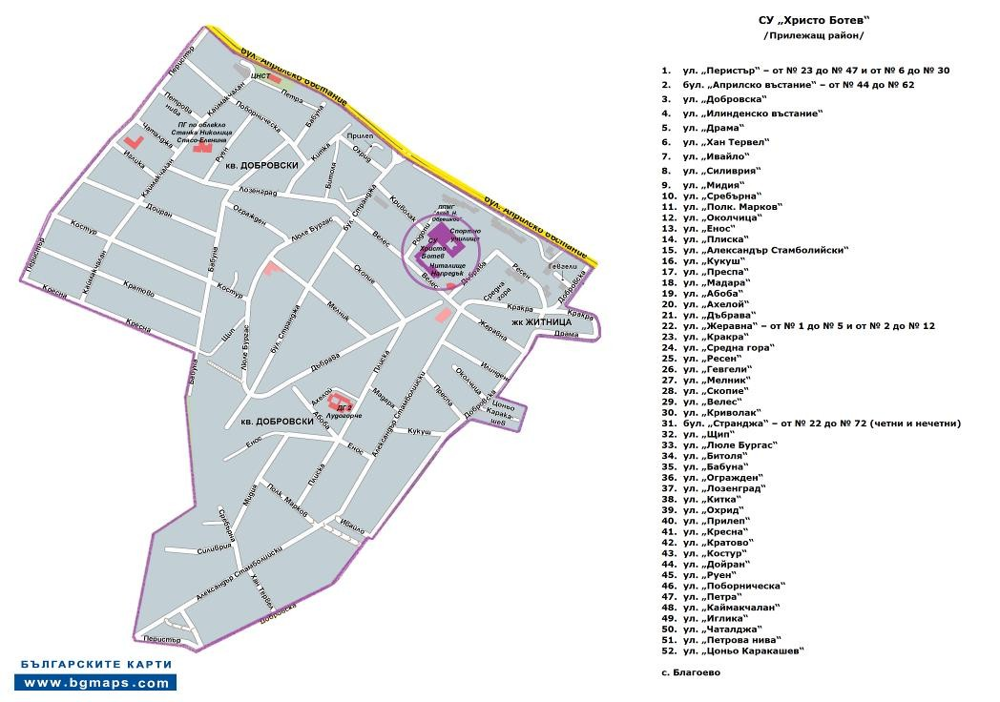 СУ „Христо Ботев“
/Прилежащ район/
1. ул. „Перистър“ – от № 23 до № 47 и от № 6 до № 30
2. бул. „Априлско въстание“ – от № 44 до № 62
3. ул. „Добровска“
4. ул. „Илинденско въстание“
5. ул. „Драма“
6. ул. „Хан Тервел“
7. ул. „Ивайло“
8. ул. „Силиврия“
9. ул. „Мидия“
10. ул. „Сребърна“
11. ул. „Полк. Марков“
12. ул. „Околчица“
13. ул. „Енос“
14. ул. „Плиска“
15. ул. „Александър Стамболийски“
16. ул. „Кукуш“
17. ул. „Преспа“
18. ул. „Мадара“
19. ул. „Абоба“
20. ул. „Ахелой“
21. ул. „Дъбрава“
22. ул. „Жеравна“ – от № 1 до № 5 и от № 2 до № 12
23. ул. „Кракра“
24. ул. „Средна гора“
25. ул. „Ресен“
26. ул. „Гевгели“
27. ул. „Мелник“
28. ул. „Скопие“
29. ул. „Велес“
30. ул. „Криволак“
31. бул. „Странджа“ – от № 22 до № 72 (четни и нечетни)
32. ул. „Щип“
33. ул. „Люле Бургас“
34. ул. „Битоля“
35. ул. „Бабуна“
36. ул. „Огражден“
37. ул. „Лозенград“
38. ул. „Китка“
39. ул. „Охрид“
40. ул. „Прилеп“
41. ул. „Кресна“
42. ул. „Кратово“
43. ул. „Костур“
44. ул. „Дойран“
45. ул. „Руен“
46. ул. „Поборническа“
47. ул. „Петра“
48. ул. „Каймакчалан“
49. ул. „Иглика“
50. ул. „Чаталджа“
51. ул. „Петрова нива“
52. ул. „Цоньо Каракашев“
с. Благоево
бул. Априлско въстание
Перистър
ЦНСТ
Петра
Каймакчалан
Петрова
нива
Бабуна
Поборническа
ПГ по облекло
Станка Николица
Спасо-Еленина
Чаталджа
Прилеп
Охрид
Китка
Руен
Иглика
кв. ДОБРОВСКИ
Битоля
Каймакчалан
Лозенград
бул. Странджа
Криволак
бул. Априлско въстание
ППМГ
"Акад. Н.
Обрешков"
Дойран
Огражден
Костур
Люле Бургас
Велес
Родопи
Спортно
училище
СУ
Христо
Ботев
Читалище
Напредък
Перистър
Каймакчалан
Бабуна
Скопие
Велес
Дъбрава
Ресен
Гевгели
Средна
гора
Добровска
Кресна
Кратово
Костур
Мелник
Кракра
Кракра
жк ЖИТНИЦА
Драма
Кресна
Щип
Люле Бургас
бул. Странджа
Жеравна
Дъбрава
Плиска
Илинден
Бабуна
Околчица
Преспа
Мадара
Ахелой
ДГ 2
Лудогорче
Абоба
Добровска
Цоньо
Карака-
шев
кв. ДОБРОВСКИ
Александър Стамболийски
Кукуш
Енос
Енос
Плиска
Мидия
Полк. Марков
Ивайло
Сребърна
Силиврия
Александър Стамболийски
Хан Тервел
Добровска
Перистър
БЪЛГАРСКИТЕ КАРТИ
www.bgmaps.com